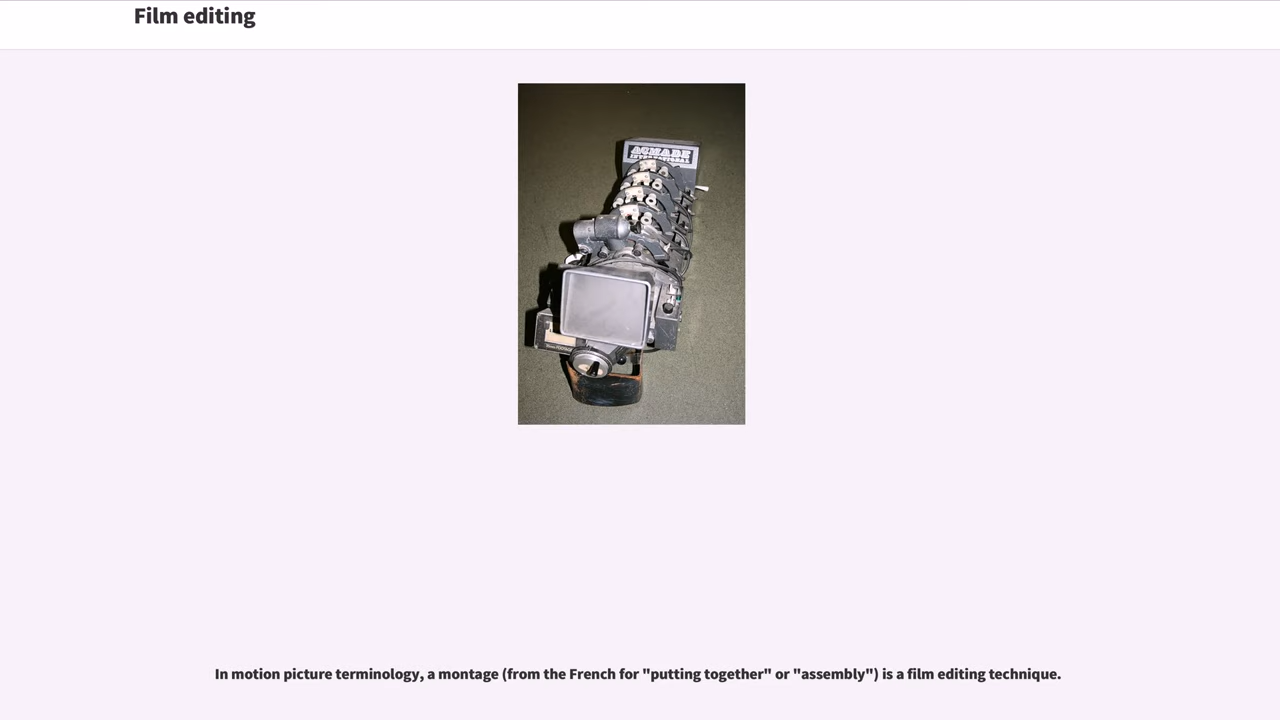 Film editing
ACMADE
INTERNATIONAL
In motion picture terminology, a montage (from the French for "putting together" or "assembly") is a film editing technique.